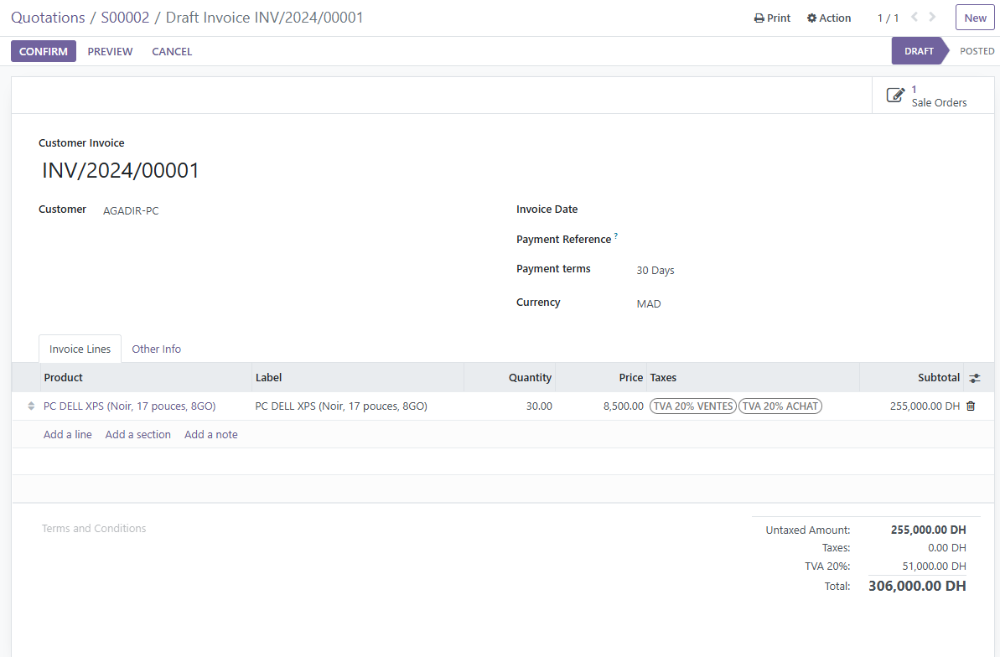 Quotations / S00002 / Draft Invoice INV/2024/00001 Print Action 1 / 1 New
CONFIRM PREVIEW CANCEL DRAFT POSTED
1
Sale Orders
Customer Invoice
INV/2024/00001
Customer AGADIR-PC Invoice Date
Payment Reference ?
Payment terms 30 Days
Currency MAD
Invoice Lines Other Info
Product Label Quantity Price Taxes Subtotal
PC DELL XPS (Noir, 17 pouces, 8GO) PC DELL XPS (Noir, 17 pouces, 8GO) 30.00 8,500.00 TVA 20% VENTES TVA 20% ACHAT 255,000.00 DH
Add a line Add a section Add a note
Terms and Conditions Untaxed Amount: 255,000.00 DH
Taxes: 0.00 DH
TVA 20%: 51,000.00 DH
Total: 306,000.00 DH